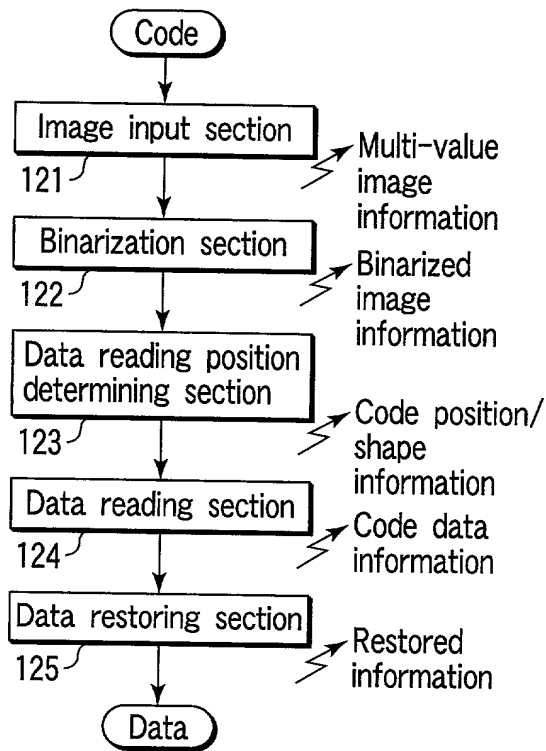 Code
Image input section
121
Multi-value
image
information
Binarization section
122
Binarized
image
information
Data reading position
determining section
123
Code position/
shape
information
Data reading section
124
Code data
information
Data restoring section
125
Restored
information
Data